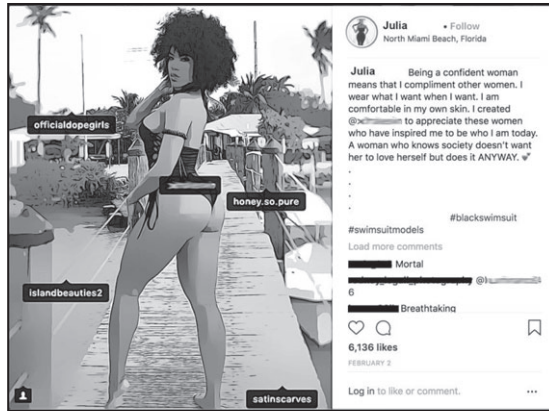 officialdopegirls
honey.so.pure
islandbeauties2
satinscarves
Julia • Follow
North Miami Beach, Florida
Julia Being a confident woman
means that I compliment other women. I
wear what I want when I want. I am
comfortable in my own skin. I created
@ to appreciate these women
who have inspired me to be who I am today.
A woman who knows society doesn't want
her to love herself but does it ANYWAY. 💕
.
.
.
.
#blackswimsuit
#swimsuitmodels
Load more comments
Mortal
@
6
Breathtaking
6,136 likes
FEBRUARY 2
Log in to like or comment. ...